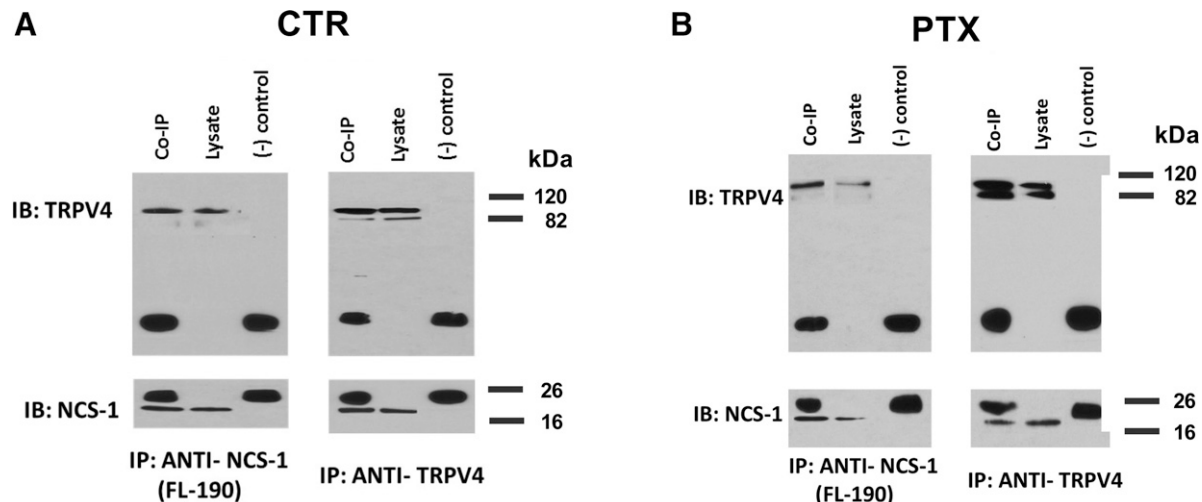 A
CTR
Co-IP
Lysate
(-) control
Co-IP
Lysate
(-) control
kDa
IB: TRPV4
120
82
IB: NCS-1
26
16
IP: ANTI- NCS-1
(FL-190)
IP: ANTI- TRPV4
B
PTX
Co-IP
Lysate
(-) control
Co-IP
Lysate
(-) control
kDa
IB: TRPV4
120
82
IB: NCS-1
26
16
IP: ANTI- NCS-1
(FL-190)
IP: ANTI- TRPV4